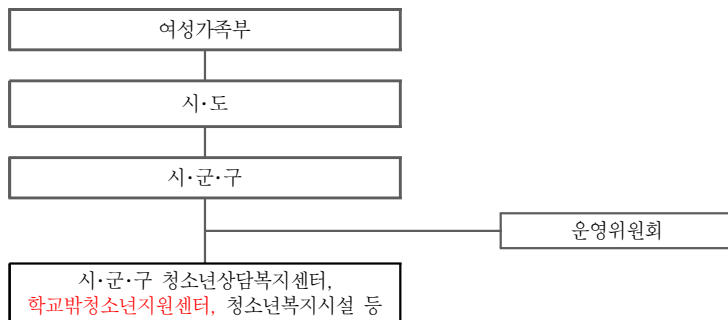 여성가족부
시·도
시·군·구
운영위원회
시·군·구 청소년상담복지센터,
학교밖청소년지원센터, 청소년복지시설 등